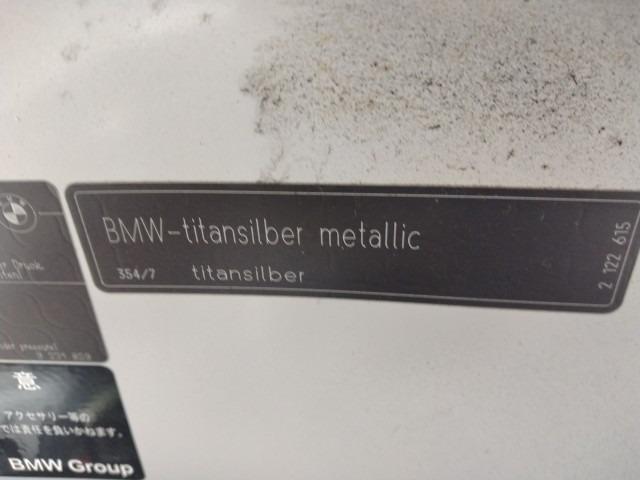 BMW-titansilber metallic
354/7 titansilber
2 122 615
意
アクセサリー等の
では責任を負いかねます.
BMW Group